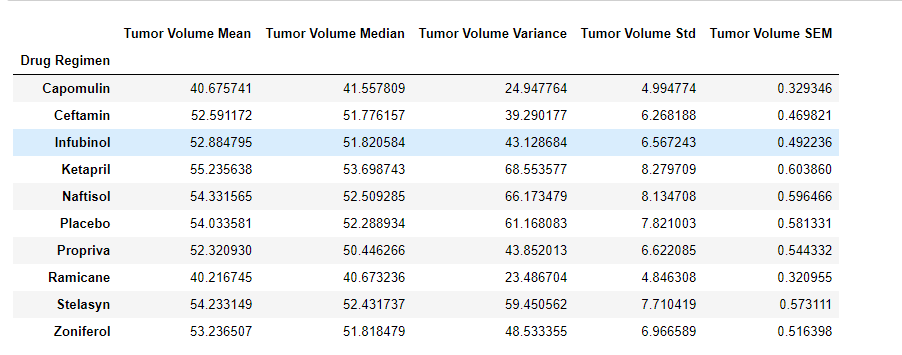 Tumor Volume Mean Tumor Volume Median Tumor Volume Variance Tumor Volume Std Tumor Volume SEM
Drug Regimen
Capomulin 40.675741 41.557809 24.947764 4.994774 0.329346
Ceftamin 52.591172 51.776157 39.290177 6.268188 0.469821
Infubinol 52.884795 51.820584 43.128684 6.567243 0.492236
Ketapril 55.235638 53.698743 68.553577 8.279709 0.603860
Naftisol 54.331565 52.509285 66.173479 8.134708 0.596466
Placebo 54.033581 52.288934 61.168083 7.821003 0.581331
Propriva 52.320930 50.446266 43.852013 6.622085 0.544332
Ramicane 40.216745 40.673236 23.486704 4.846308 0.320955
Stelasyn 54.233149 52.431737 59.450562 7.710419 0.573111
Zoniferol 53.236507 51.818479 48.533355 6.966589 0.516398